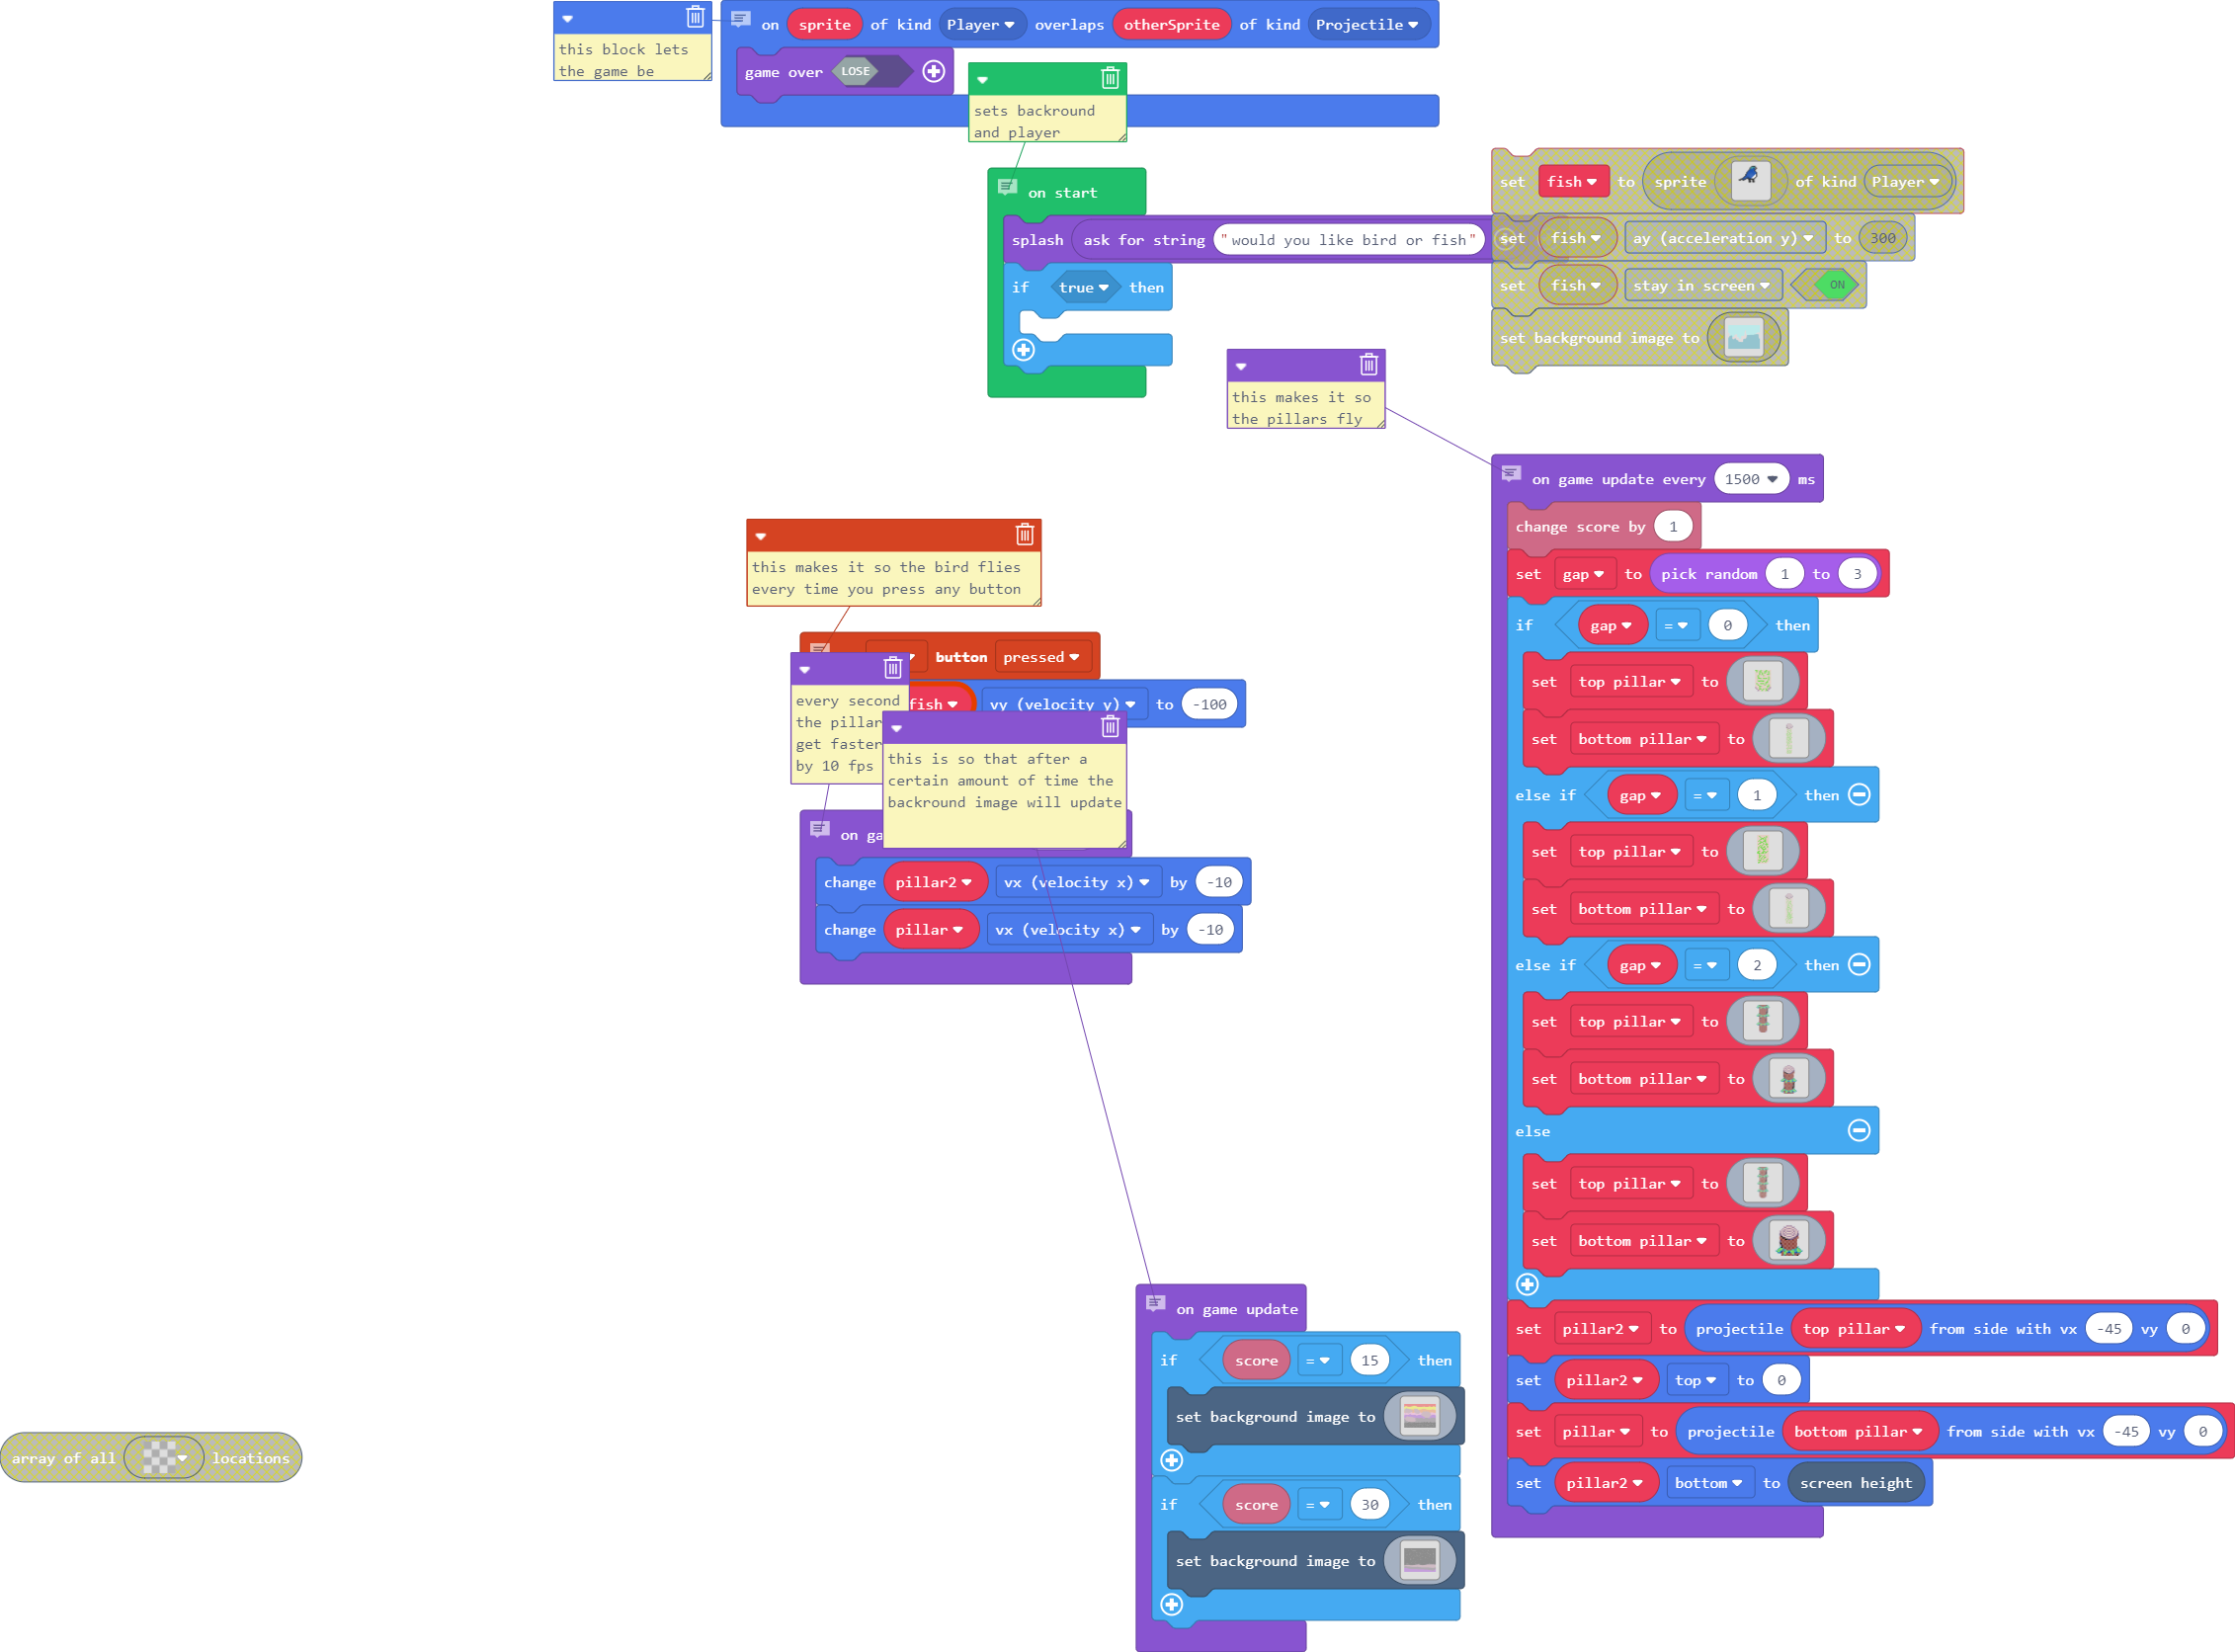 this block lets
the game be
on sprite of kind Player overlaps otherSprite of kind Projectile
game over LOSE
sets backround
and player
on start
splash ask for string "would you like bird or fish"
if true then
set fish to sprite of kind Player
set fish ay (acceleration y) to 300
set fish stay in screen ON
set background image to
this makes it so
the pillars fly
on game update every 1500 ms
change score by 1
set gap to pick random 1 to 3
if gap = 0 then
set top pillar to
set bottom pillar to
else if gap = 1 then
set top pillar to
set bottom pillar to
else if gap = 2 then
set top pillar to
set bottom pillar to
else
set top pillar to
set bottom pillar to
set pillar2 to projectile top pillar from side with vx -45 vy 0
set pillar2 top to 0
set pillar to projectile bottom pillar from side with vx -45 vy 0
set pillar2 bottom to screen height
this makes it so the bird flies
every time you press any button
button pressed
fish vy (velocity y) to -100
every second
the pillar
get faster
by 10 fps
this is so that after a
certain amount of time the
backround image will update
on ga
change pillar2 vx (velocity x) by -10
change pillar vx (velocity x) by -10
on game update
if score = 15 then
set background image to
if score = 30 then
set background image to
array of all locations